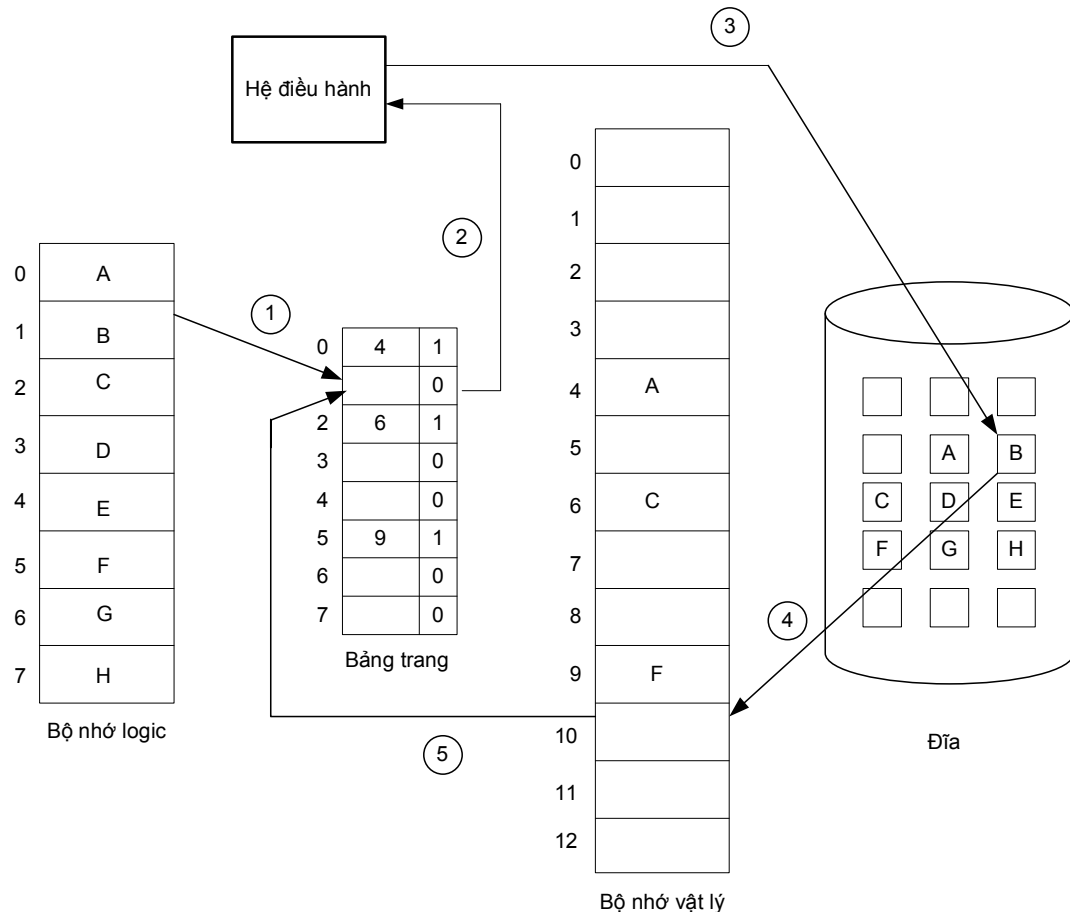 3
Hệ điều hành
0
1
2
2
3
0 A
1 B
2 C
3 D
4 E
5 F
6 G
7 H
Bộ nhớ logic
1
0 4 1
0
2 6 1
3 0
4 0
5 9 1
6 0
7 0
Bảng trang
4 A
5
6 C
7
8
9 F
10
11
12
Bộ nhớ vật lý
5
4
A B
C D E
F G H
Đĩa